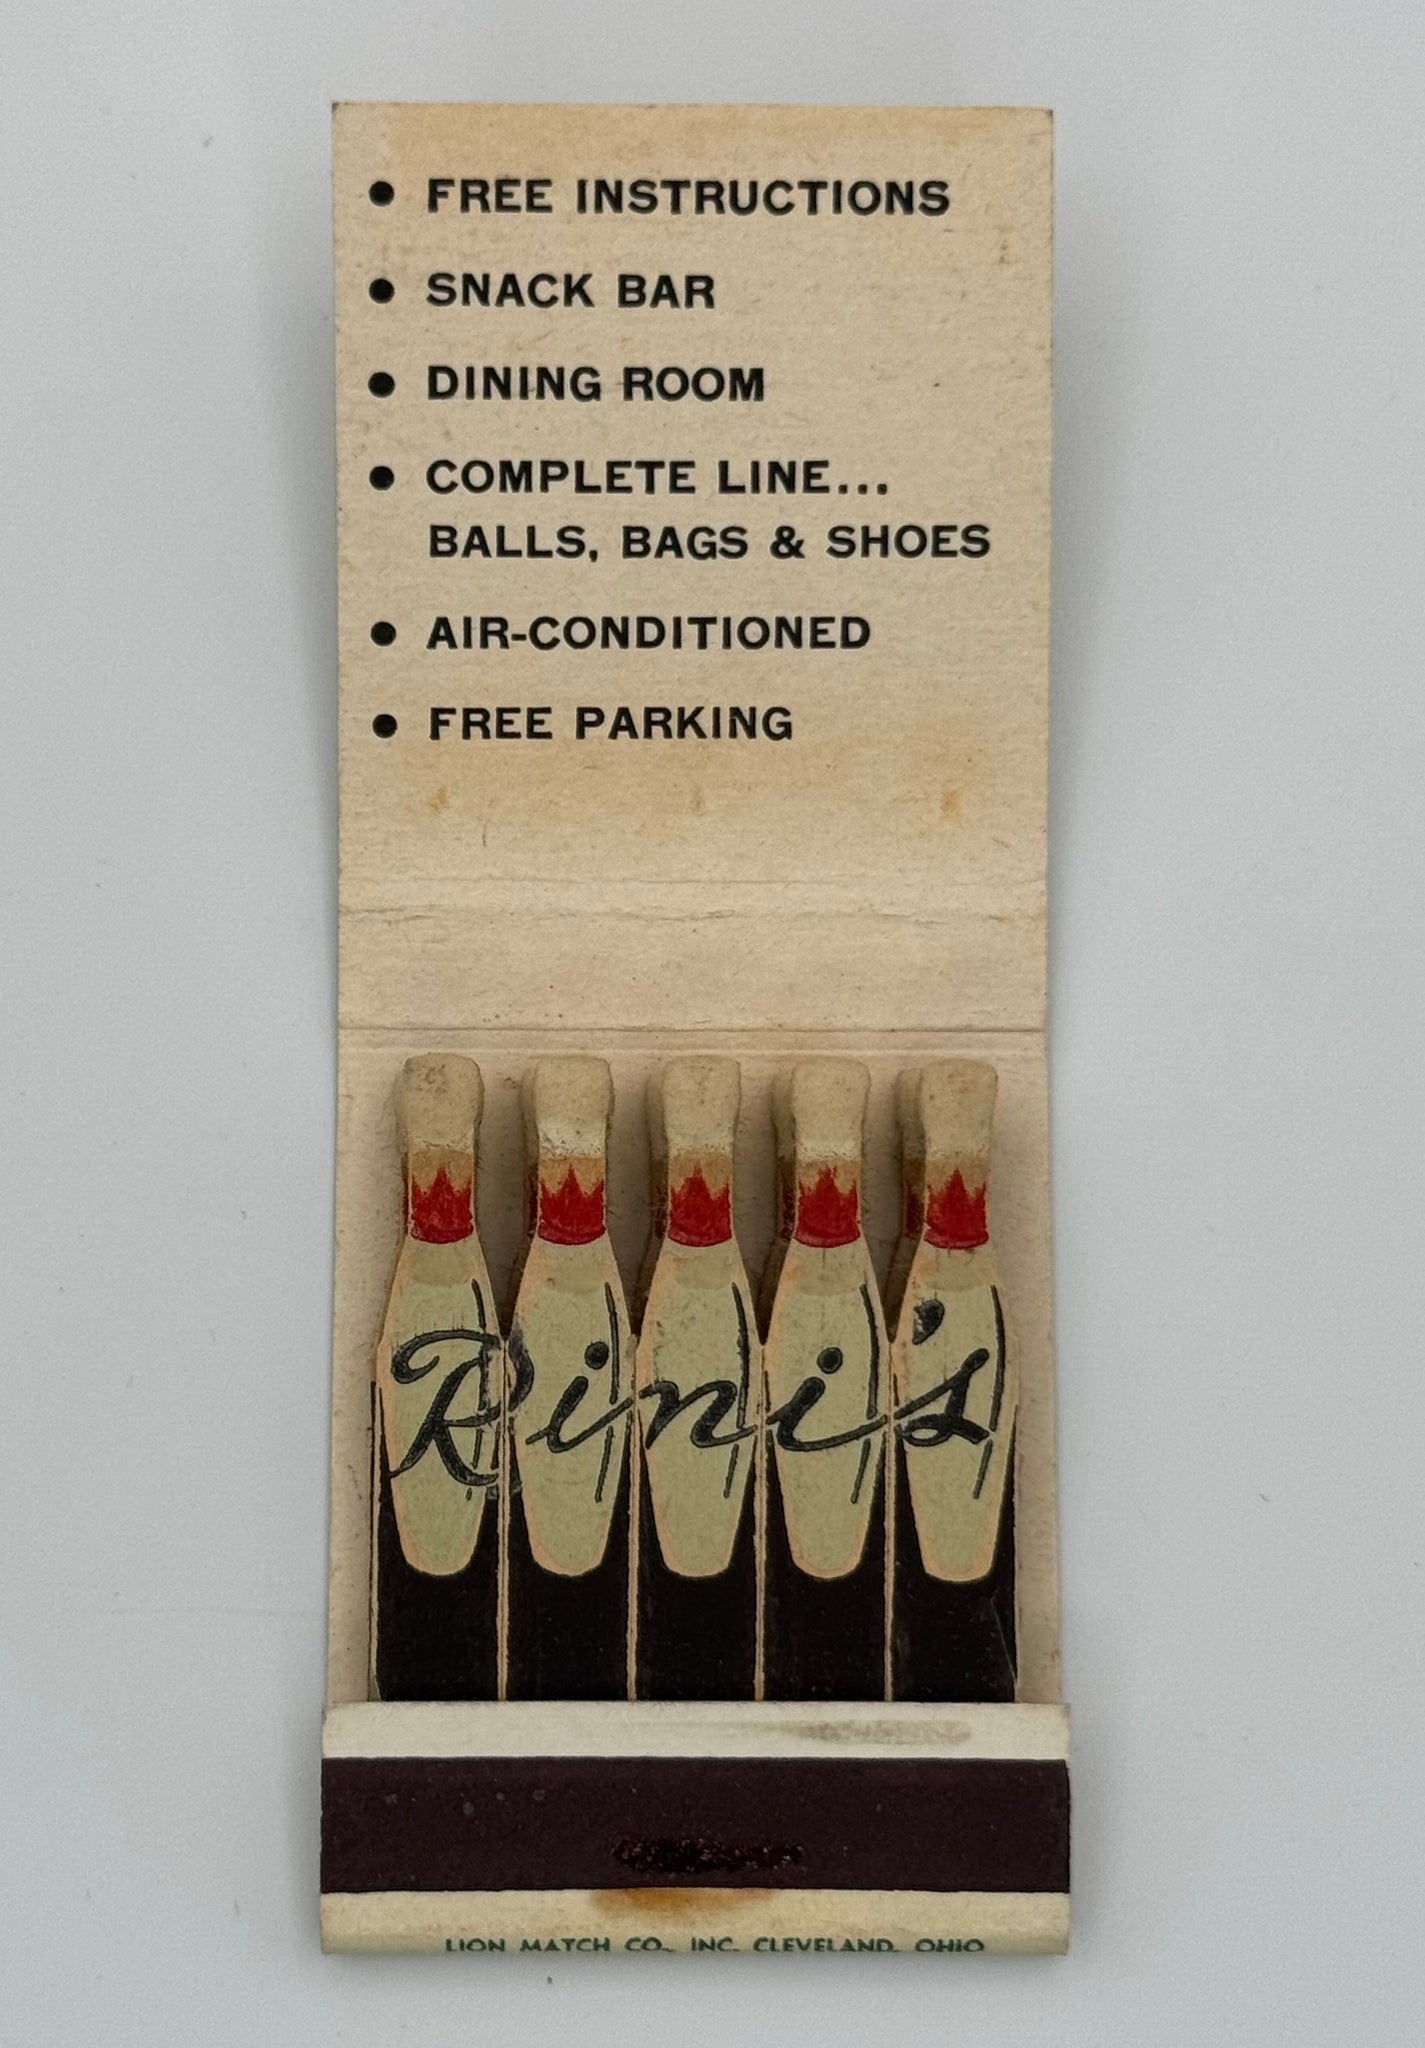 • FREE INSTRUCTIONS
• SNACK BAR
• DINING ROOM
• COMPLETE LINE...
BALLS, BAGS & SHOES
• AIR-CONDITIONED
• FREE PARKING
Rini's
LION MATCH CO., INC. CLEVELAND, OHIO